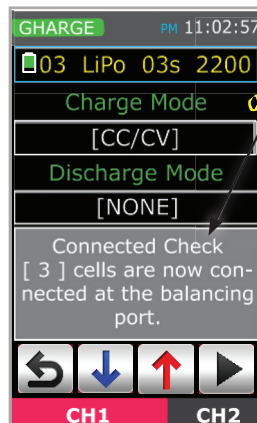 GHARGE PM 11:02:57
03 LiPo 03s 2200
Charge Mode
[CC/CV]
Discharge Mode
[NONE]
Connected Check
[ 3 ] cells are now con-
nected at the balancing
port.
CH1 CH2